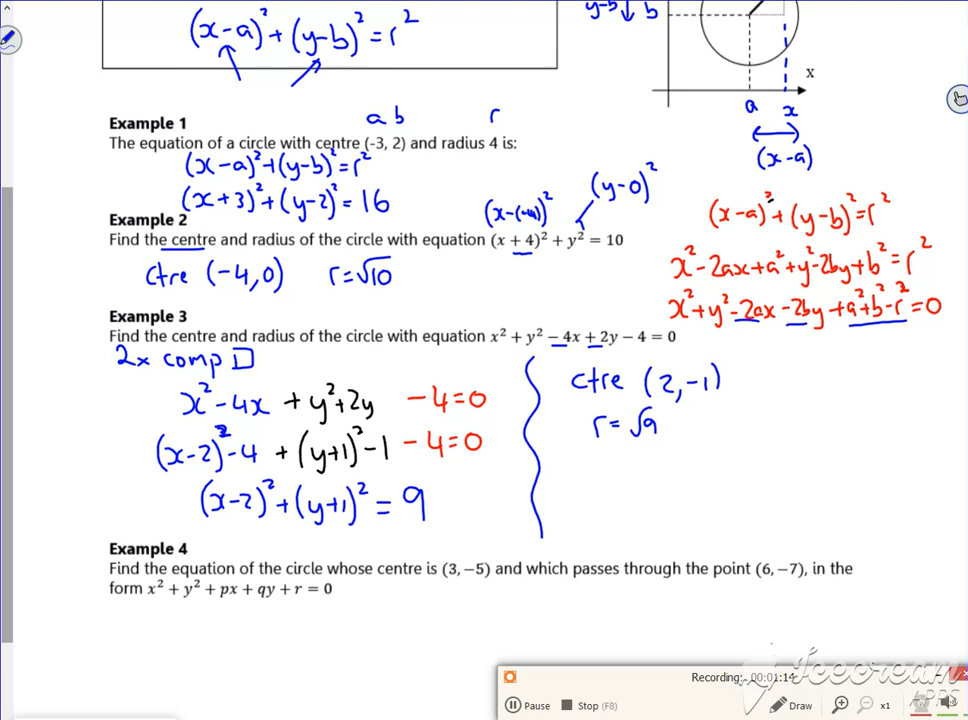 (x-a)² + (y-b)² = r²
y-b b
x
a x
(x-a)
a b r
Example 1
The equation of a circle with centre (-3, 2) and radius 4 is:
(x-a)² + (y-b)² = r²
(x+3)² + (y-2)² = 16
(x-(-4))² (y-0)²
Example 2
Find the centre and radius of the circle with equation (x + 4)² + y² = 10
ctre (-4,0) r=√10
(x-a)² + (y-b)² = r²
x² - 2ax + a² + y² - 2by + b² = r²
x² + y² - 2ax - 2by + a² + b² - r² = 0
Example 3
Find the centre and radius of the circle with equation x² + y² − 4x + 2y − 4 = 0
2x comp □
x² - 4x + y² + 2y - 4 = 0
(x-2)² - 4 + (y+1)² - 1 - 4 = 0
(x-2)² + (y+1)² = 9
ctre (2,-1)
r = √9
Example 4
Find the equation of the circle whose centre is (3, −5) and which passes through the point (6, −7), in the
form x² + y² + px + qy + r = 0
Icecream
APPS
Recording:- 00:01:14
Pause Stop (F8) Draw x1